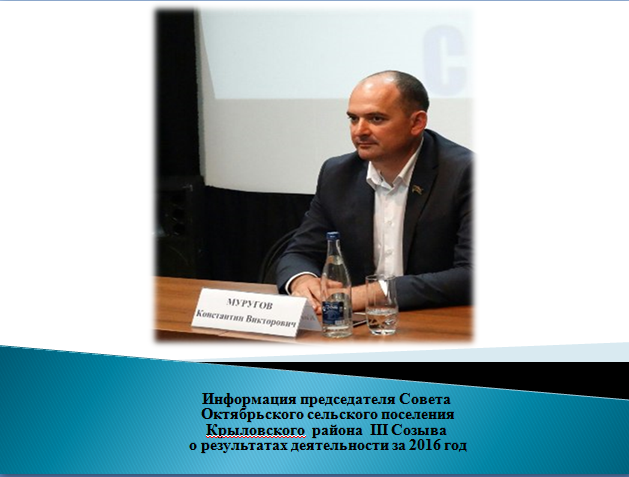 С
МУРУГОВ
Константин Викторович
Информация председателя Совета
Октябрьского сельского поселения
Крыловского района III Созыва
о результатах деятельности за 2016 год